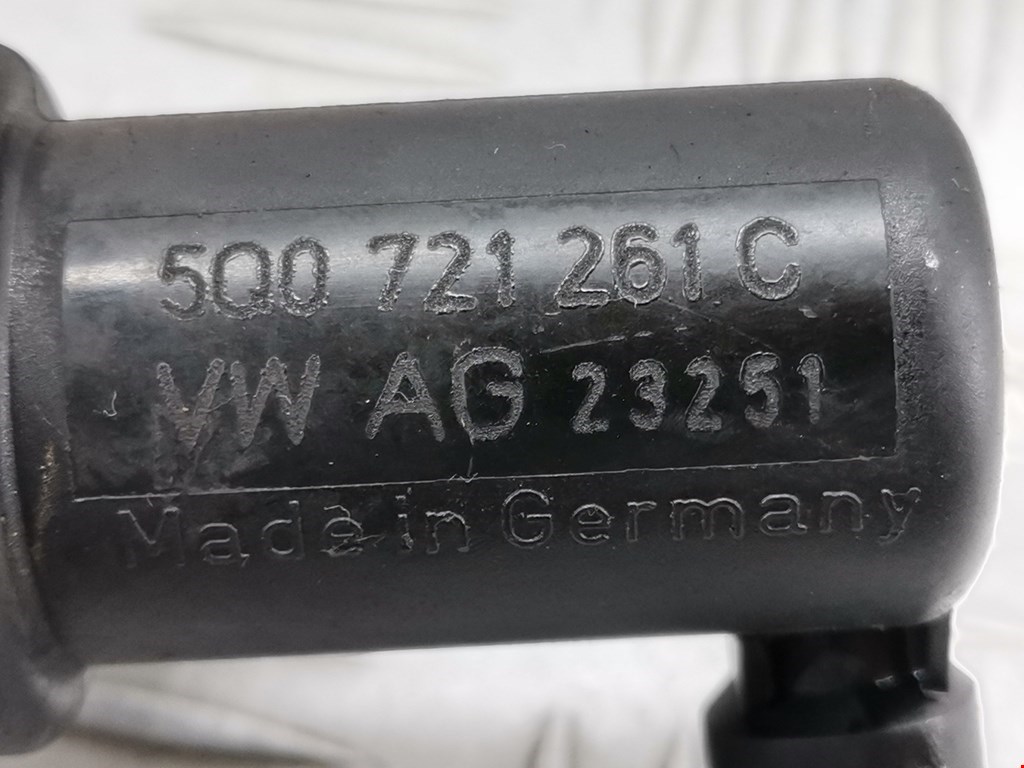 5Q0 721 261 C
VW AG 23251
Made in Germany